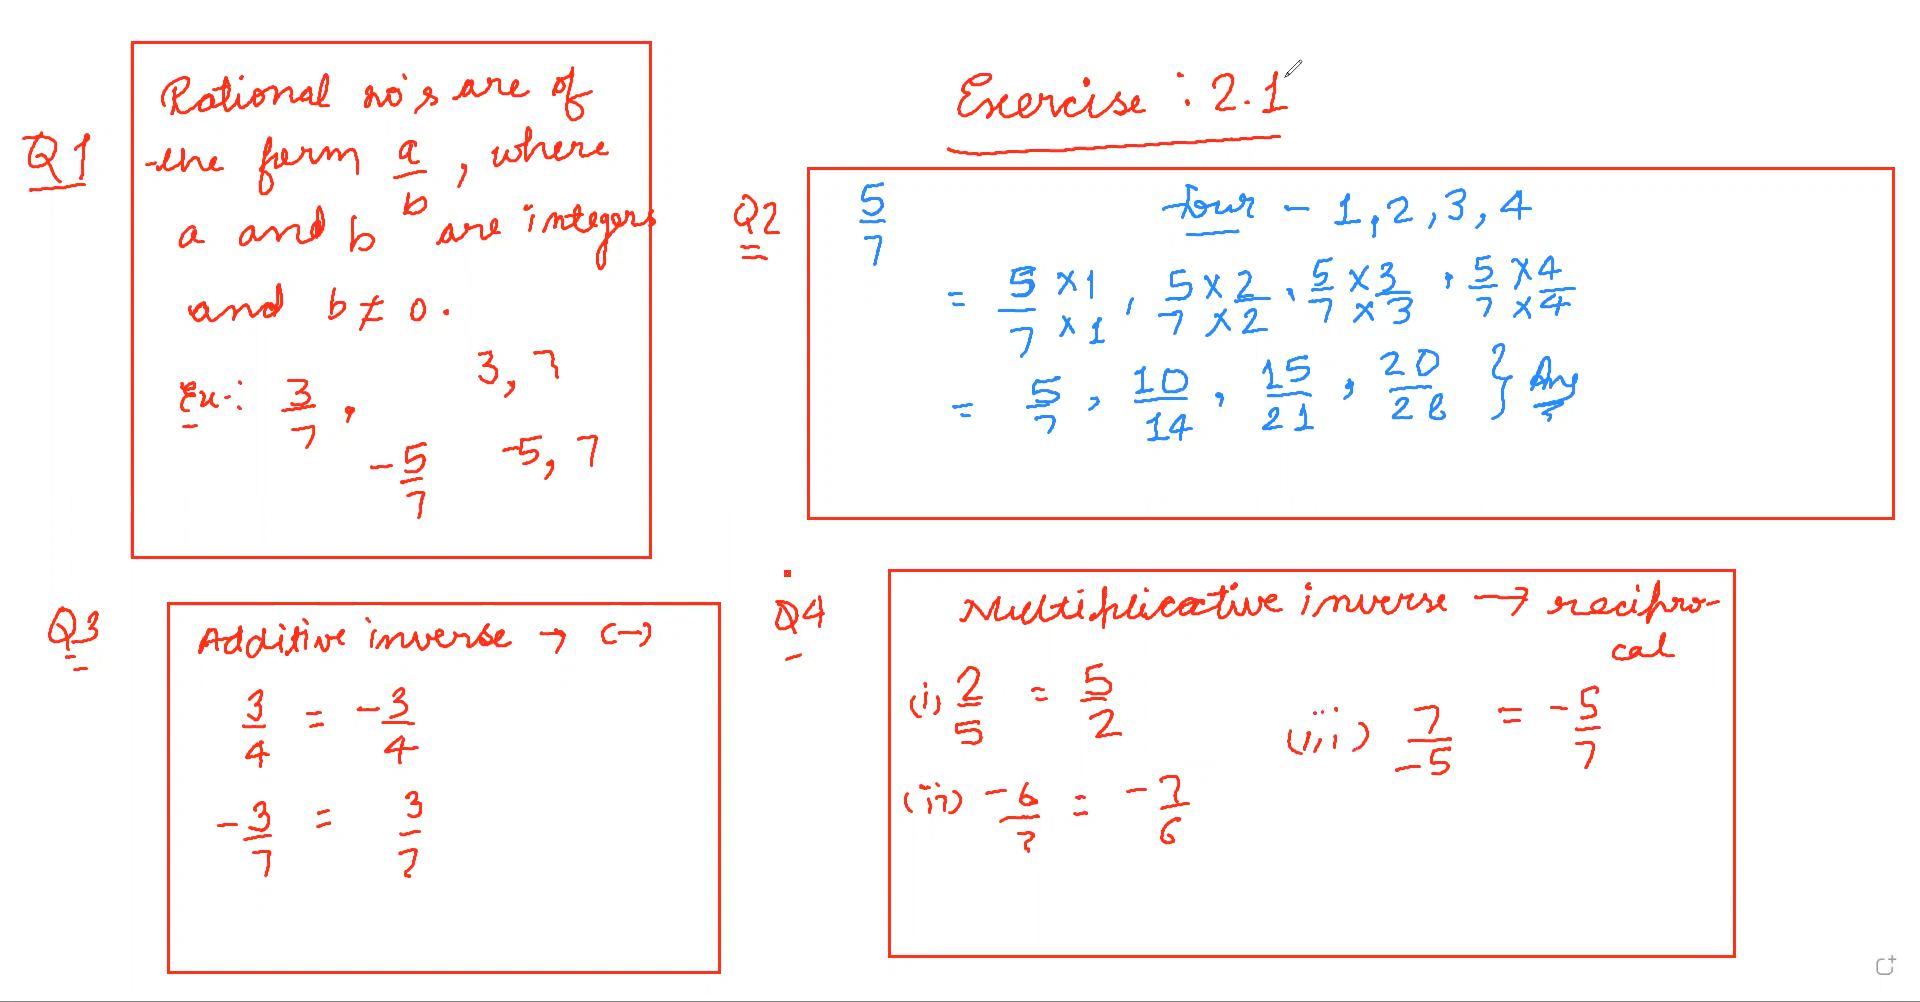 Exercise : 2.1
Q1
Rational no's are of
the form a/b, where
a and b are integers
and b ≠ 0.
Ex-: 3/7, 3, 7
-5/7 -5, 7
Q2
5/7 four - 1, 2, 3, 4
= 5/7 ×1/×1, 5/7 ×2/×2, 5/7 ×3/×3, 5/7 ×4/×4
= 5/7, 10/14, 15/21, 20/28 } Ans
Q3
Additive inverse → (-)
3/4 = -3/4
-3/7 = 3/7
Q4
Multiplicative inverse → recipro-
cal
(i) 2/5 = 5/2
(ii) -6/7 = -7/6
(iii) 7/-5 = -5/7